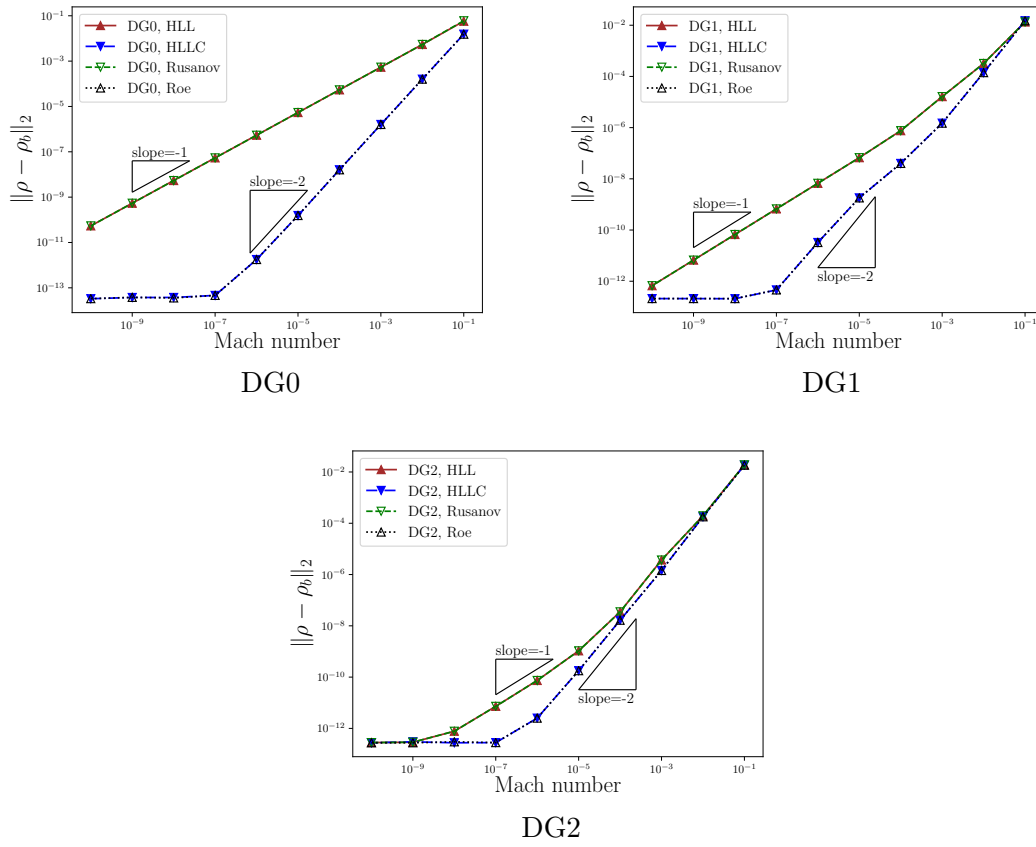 DG0, HLL
DG0, HLLC
DG0, Rusanov
DG0, Roe
slope=-1
slope=-2
10⁻¹
10⁻³
10⁻⁵
10⁻⁷
10⁻⁹
10⁻¹¹
10⁻¹³
||ρ − ρ_b||₂
10⁻⁹
10⁻⁷
10⁻⁵
10⁻³
10⁻¹
Mach number
DG0
DG1, HLL
DG1, HLLC
DG1, Rusanov
DG1, Roe
slope=-1
slope=-2
10⁻²
10⁻⁴
10⁻⁶
10⁻⁸
10⁻¹⁰
10⁻¹²
||ρ − ρ_b||₂
10⁻⁹
10⁻⁷
10⁻⁵
10⁻³
10⁻¹
Mach number
DG1
DG2, HLL
DG2, HLLC
DG2, Rusanov
DG2, Roe
slope=-1
slope=-2
10⁻²
10⁻⁴
10⁻⁶
10⁻⁸
10⁻¹⁰
10⁻¹²
||ρ − ρ_b||₂
10⁻⁹
10⁻⁷
10⁻⁵
10⁻³
10⁻¹
Mach number
DG2